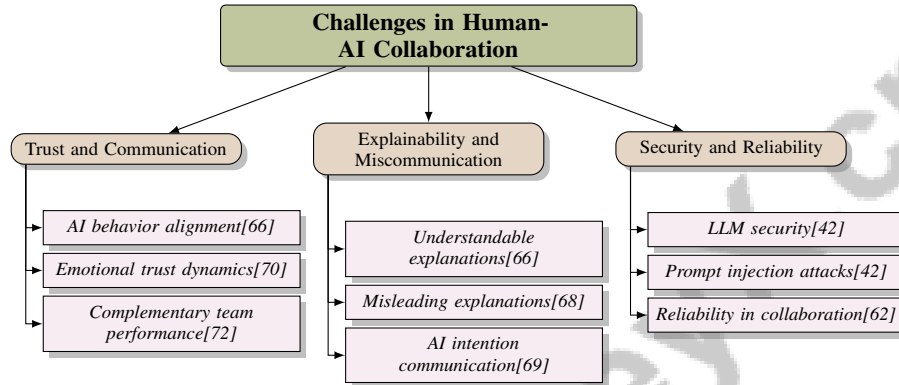 Challenges in Human-
AI Collaboration
Trust and Communication
AI behavior alignment[66]
Emotional trust dynamics[70]
Complementary team
performance[72]
Explainability and
Miscommunication
Understandable
explanations[66]
Misleading explanations[68]
AI intention
communication[69]
Security and Reliability
LLM security[42]
Prompt injection attacks[42]
Reliability in collaboration[62]